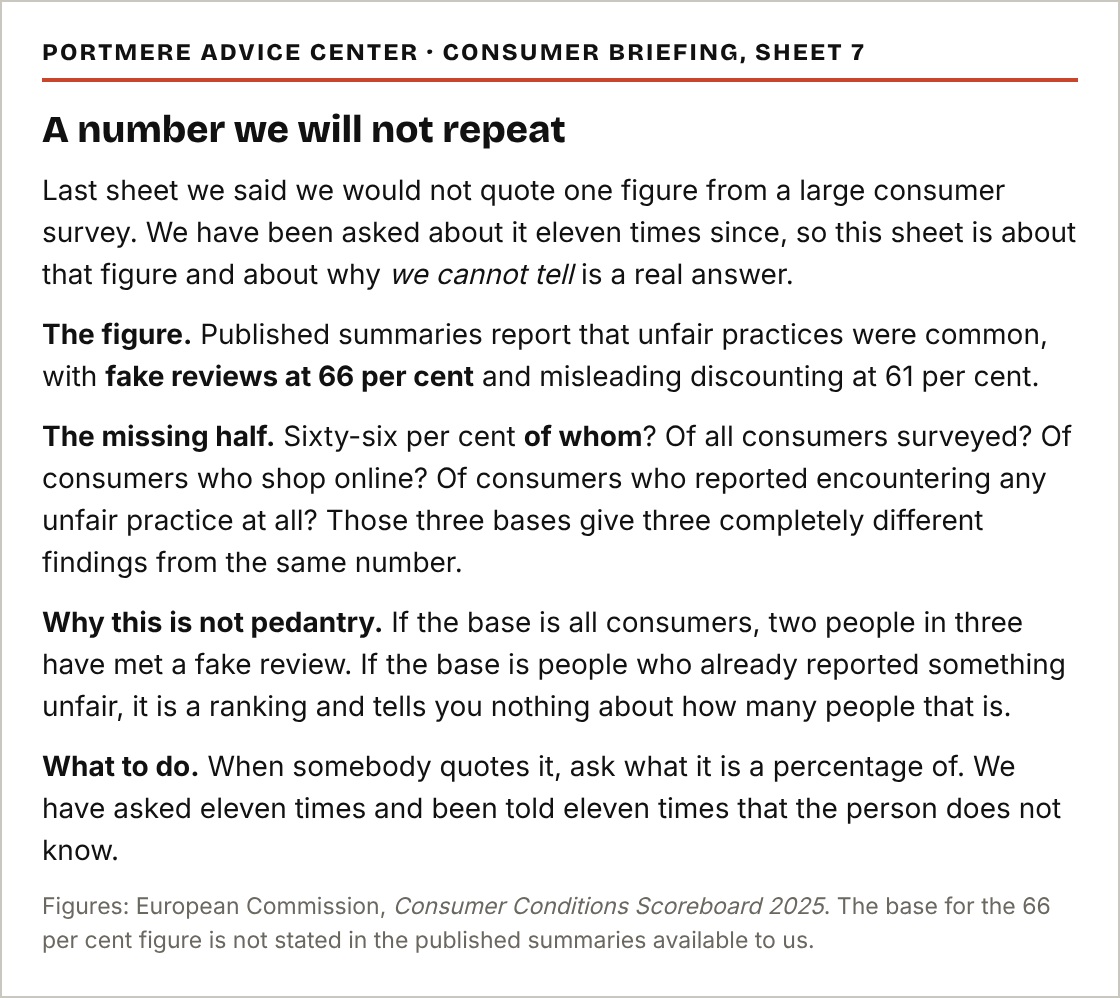 PORTMERE ADVICE CENTER · CONSUMER BRIEFING, SHEET 7
A number we will not repeat
Last sheet we said we would not quote one figure from a large consumer
survey. We have been asked about it eleven times since, so this sheet is about
that figure and about why we cannot tell is a real answer.
The figure. Published summaries report that unfair practices were common,
with fake reviews at 66 per cent and misleading discounting at 61 per cent.
The missing half. Sixty-six per cent of whom? Of all consumers surveyed? Of
consumers who shop online? Of consumers who reported encountering any
unfair practice at all? Those three bases give three completely different
findings from the same number.
Why this is not pedantry. If the base is all consumers, two people in three
have met a fake review. If the base is people who already reported something
unfair, it is a ranking and tells you nothing about how many people that is.
What to do. When somebody quotes it, ask what it is a percentage of. We
have asked eleven times and been told eleven times that the person does not
know.
Figures: European Commission, Consumer Conditions Scoreboard 2025. The base for the 66
per cent figure is not stated in the published summaries available to us.